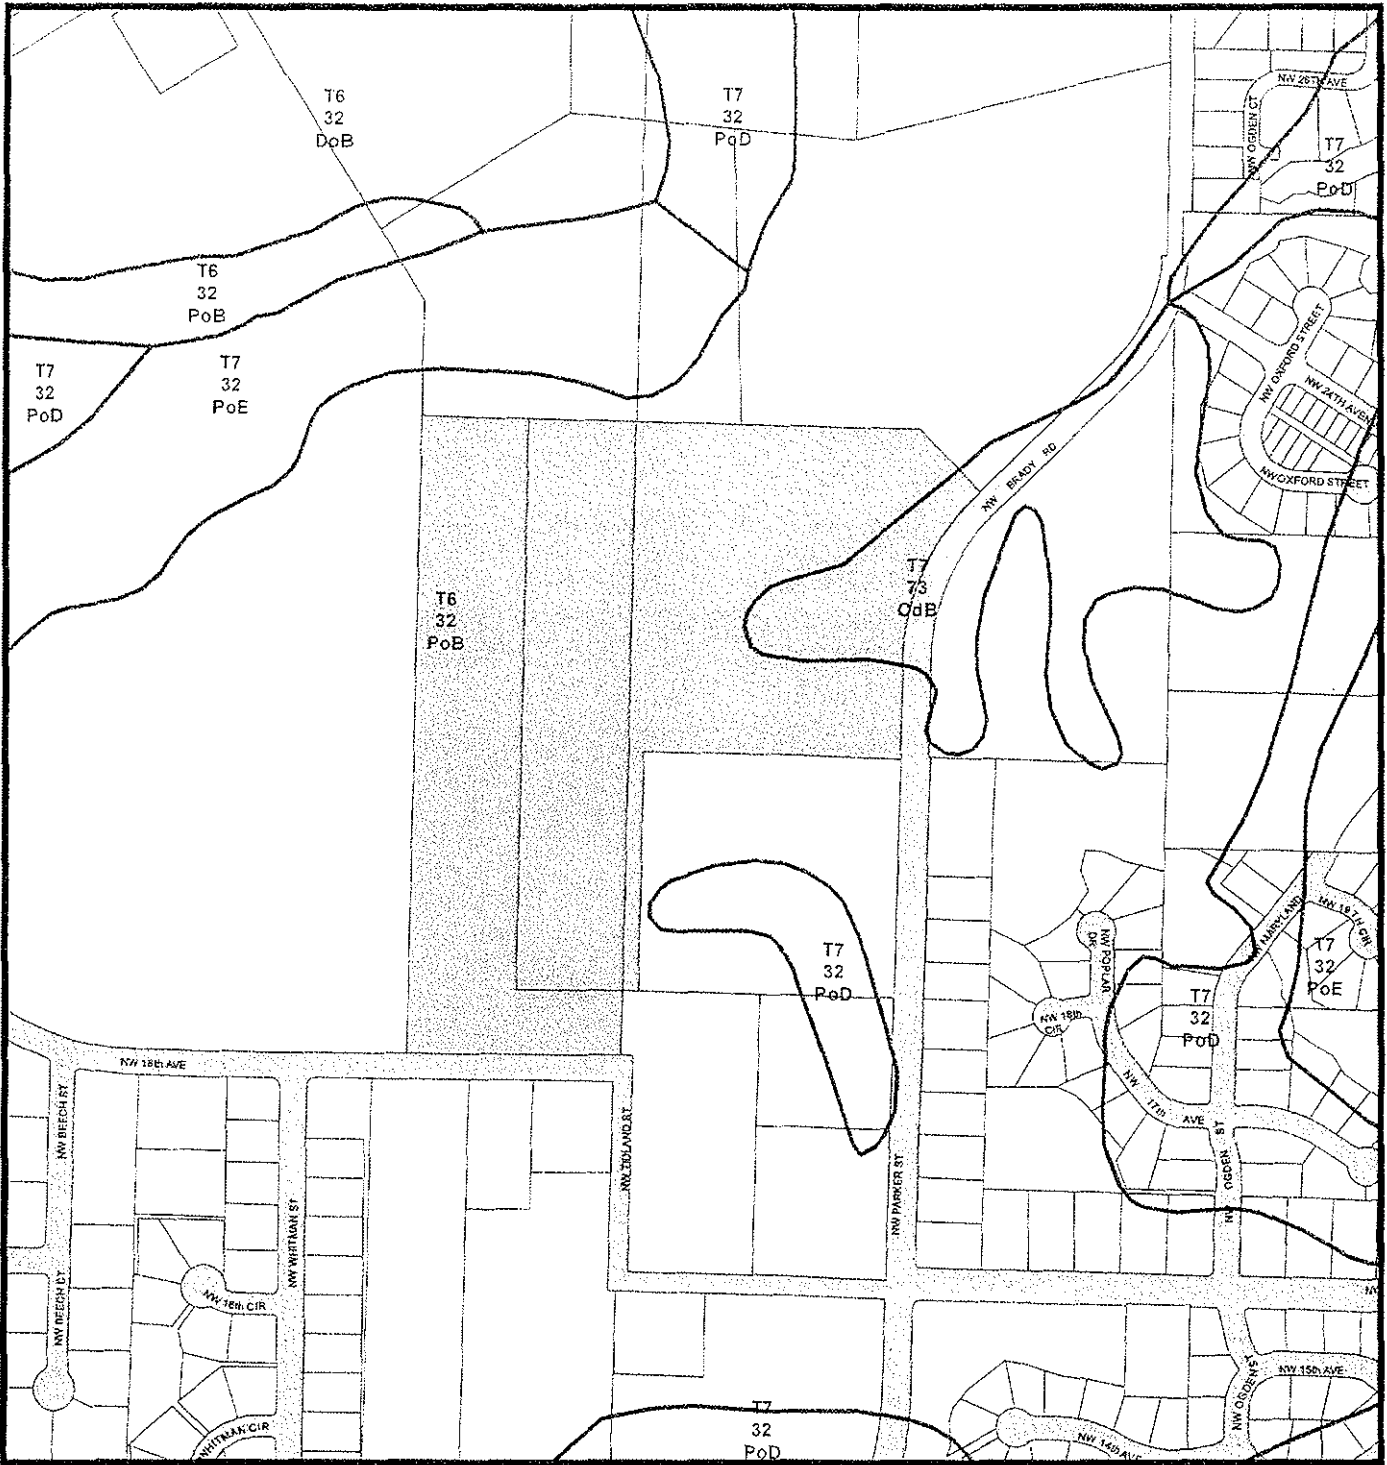 T6
32
DoB
T7
32
PoD
NW 26TH AVE
NW OGDEN CT
T7
32
PoD
T6
32
PoB
T7
32
PoD
T7
32
PoE
NW OXFORD STREET
NW 24TH AVEN
NW OXFORD STREET
NW BRADY RD
T7
73
CdB
T6
32
PoB
NW 19TH CIR
MARYLAND
T7
32
PoE
NW POPLAR
DR
NW 18th
CIR
T7
32
PoD
T7
32
PoD
NW 18th AVE
NW 17th AVE
NW BEECH ST
NW WHITMAN ST
NW PARKER ST
NW OGDEN ST
NW BEECH CT
NW 16th CIR
NW
NW OGDEN ST
NW 15th AVE
WHITMAN CIR
T7
32
PoD
NW 14th AVE